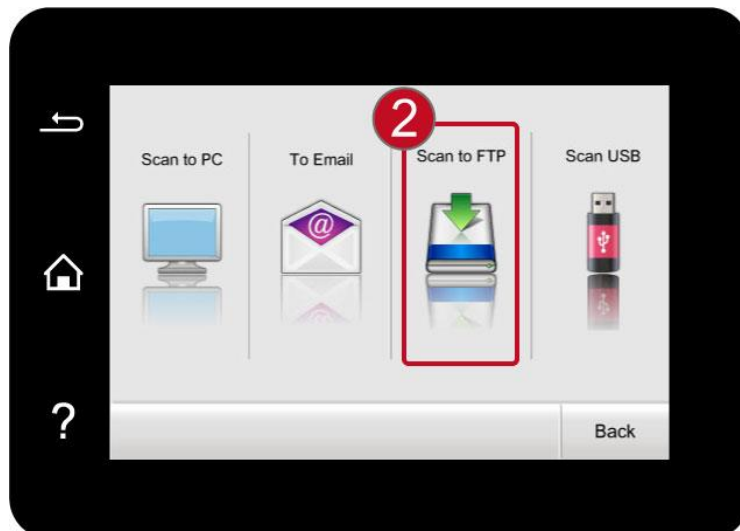 2
Scan to PC
To Email
Scan to FTP
Scan USB
@
?
Back